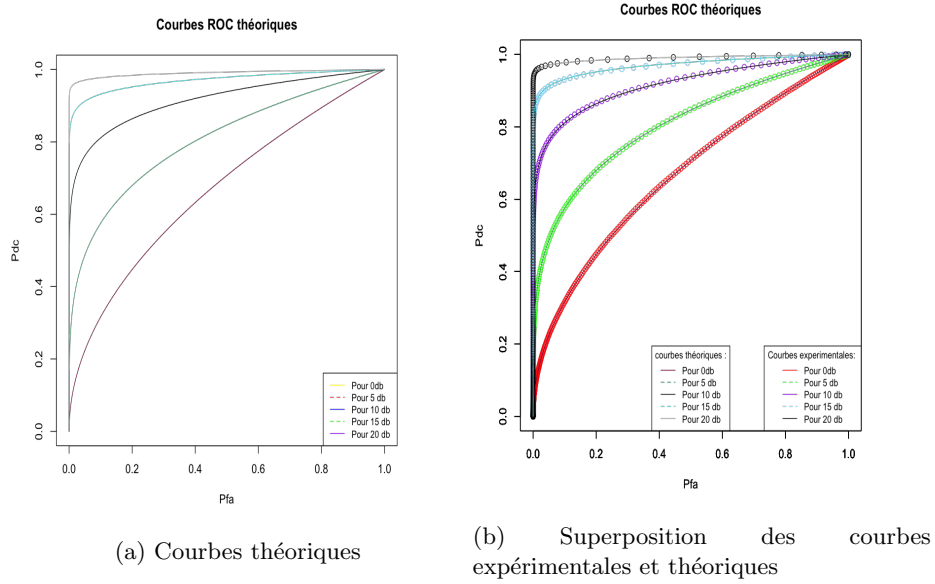 Courbes ROC théoriques
Pdc
0.0
0.2
0.4
0.6
0.8
1.0
0.0
0.2
0.4
0.6
0.8
1.0
Pfa
Pour 0db
Pour 5 db
Pour 10 db
Pour 15 db
Pour 20 db
(a) Courbes théoriques
Courbes ROC théoriques
Pdc
0.0
0.2
0.4
0.6
0.8
1.0
0.0
0.2
0.4
0.6
0.8
1.0
Pfa
courbes théoriques :
Pour 0db
Pour 5 db
Pour 10 db
Pour 15 db
Pour 20 db
Courbes experimentales:
Pour 0db
Pour 5 db
Pour 10 db
Pour 15 db
Pour 20 db
(b) Superposition des courbes
expérimentales et théoriques